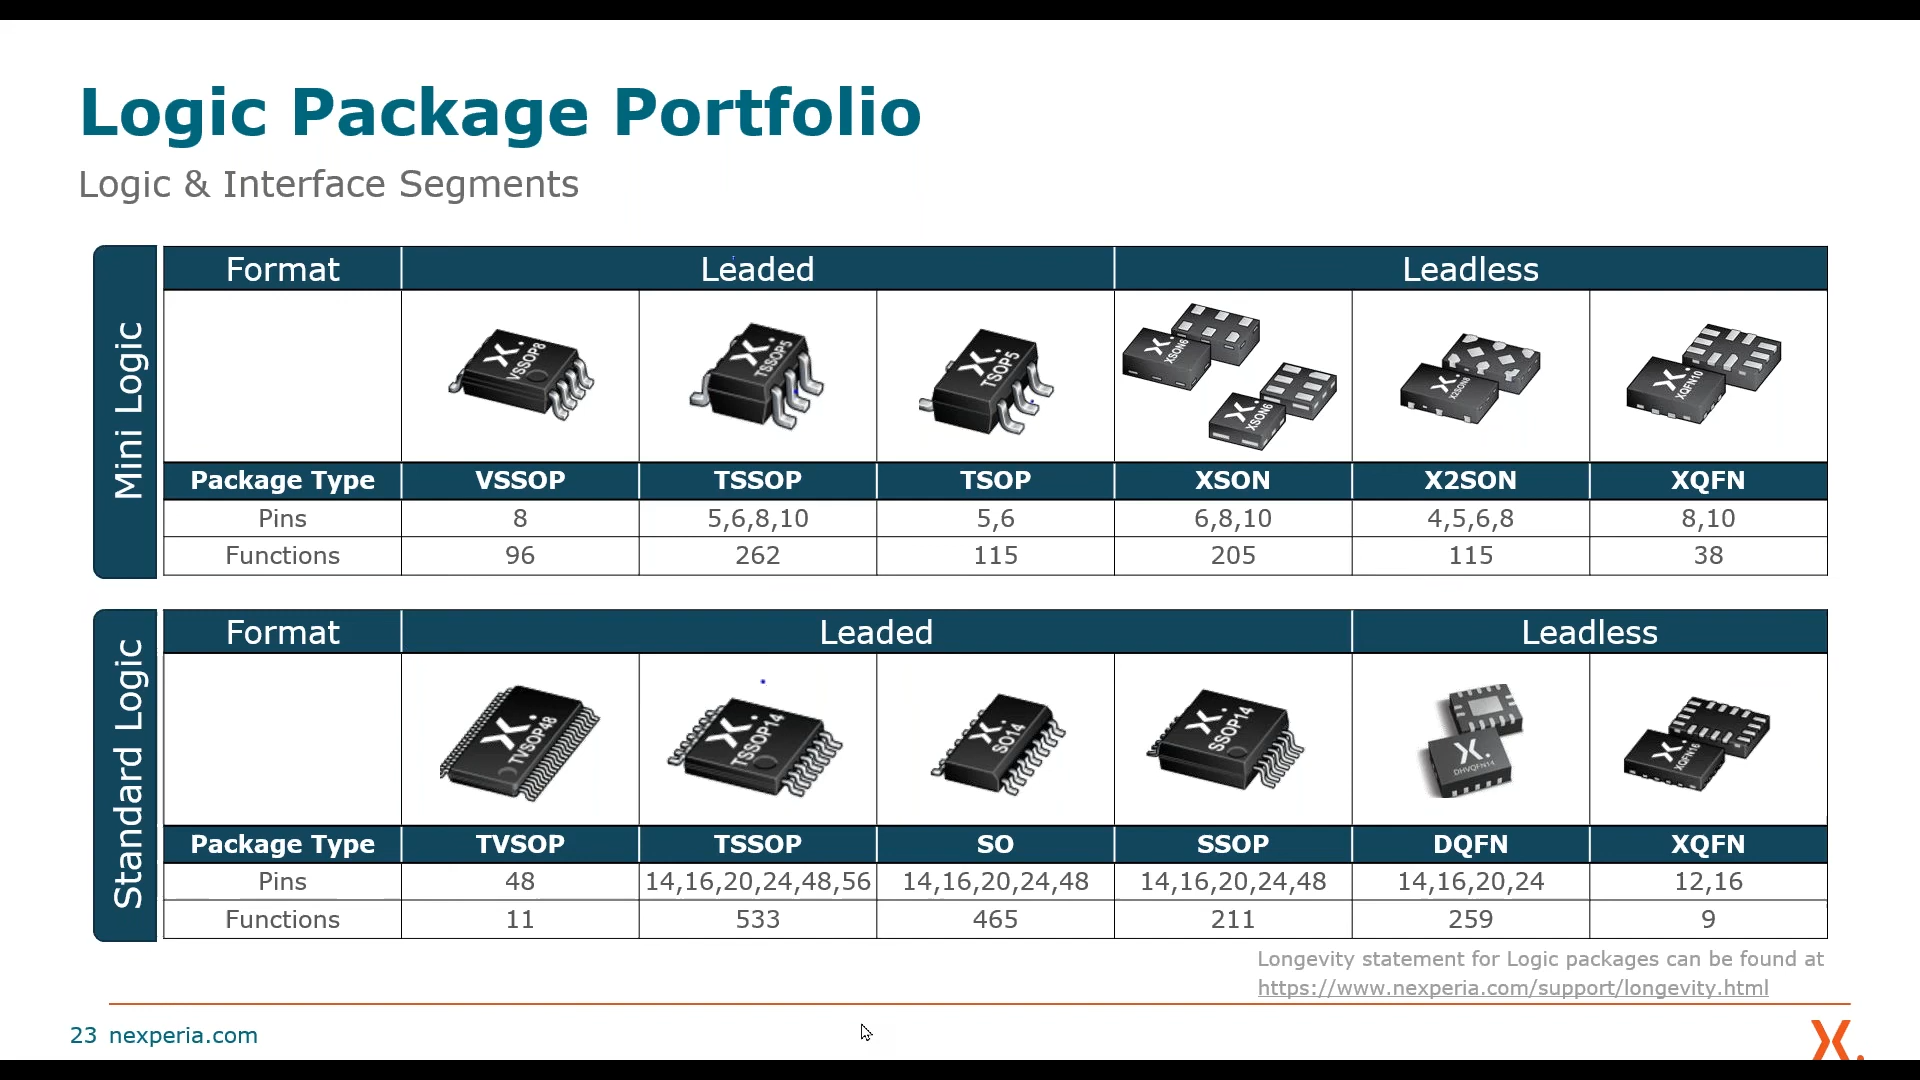 Logic Package Portfolio
Logic & Interface Segments
Mini Logic
Format Leaded Leadless
VSSOP8 TSSOP5 TSOP5 XSON6 XSON6 X2SON8 XQFN10
Package Type VSSOP TSSOP TSOP XSON X2SON XQFN
Pins 8 5,6,8,10 5,6 6,8,10 4,5,6,8 8,10
Functions 96 262 115 205 115 38
Standard Logic
Format Leaded Leadless
TVSOP48 TSSOP14 SO14 SSOP14 DHVQFN14 XQFN16
Package Type TVSOP TSSOP SO SSOP DQFN XQFN
Pins 48 14,16,20,24,48,56 14,16,20,24,48 14,16,20,24,48 14,16,20,24 12,16
Functions 11 533 465 211 259 9
Longevity statement for Logic packages can be found at
https://www.nexperia.com/support/longevity.html
23 nexperia.com